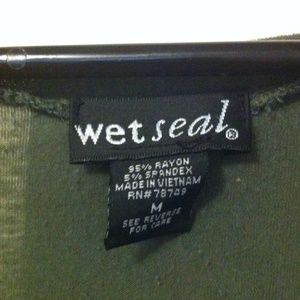 wet seal ®
95% RAYON
5% SPANDEX
MADE IN VIETNAM
RN#78749
M
SEE REVERSE
FOR CARE